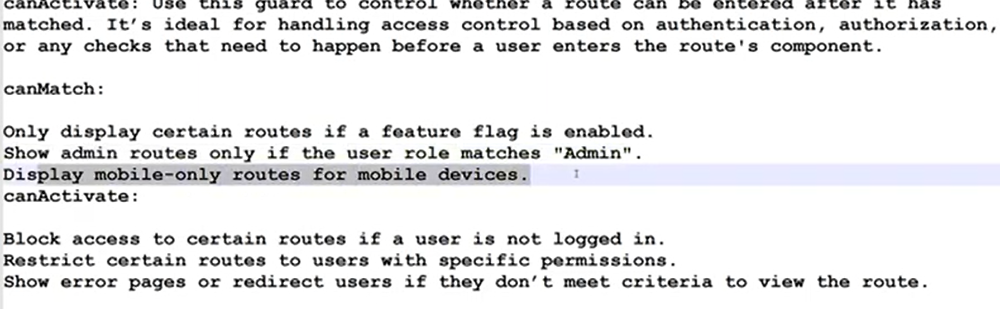 canActivate: Use this guard to control whether a route can be entered after it has
matched. It’s ideal for handling access control based on authentication, authorization,
or any checks that need to happen before a user enters the route's component.
canMatch:
Only display certain routes if a feature flag is enabled.
Show admin routes only if the user role matches "Admin".
Display mobile-only routes for mobile devices.
canActivate:
Block access to certain routes if a user is not logged in.
Restrict certain routes to users with specific permissions.
Show error pages or redirect users if they don’t meet criteria to view the route.